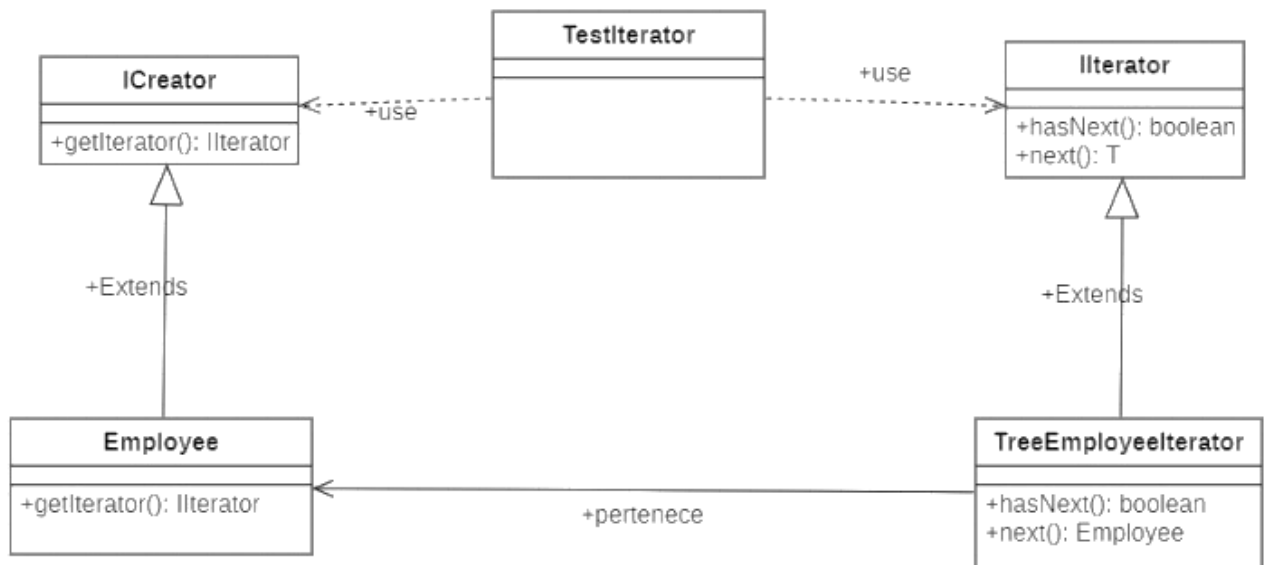 TestIterator
ICreator
IIterator
+use
+use
+getIterator(): IIterator
+hasNext(): boolean
+next(): T
+Extends
+Extends
Employee
TreeEmployeeIterator
+getIterator(): IIterator
+hasNext(): boolean
+next(): Employee
+pertenece